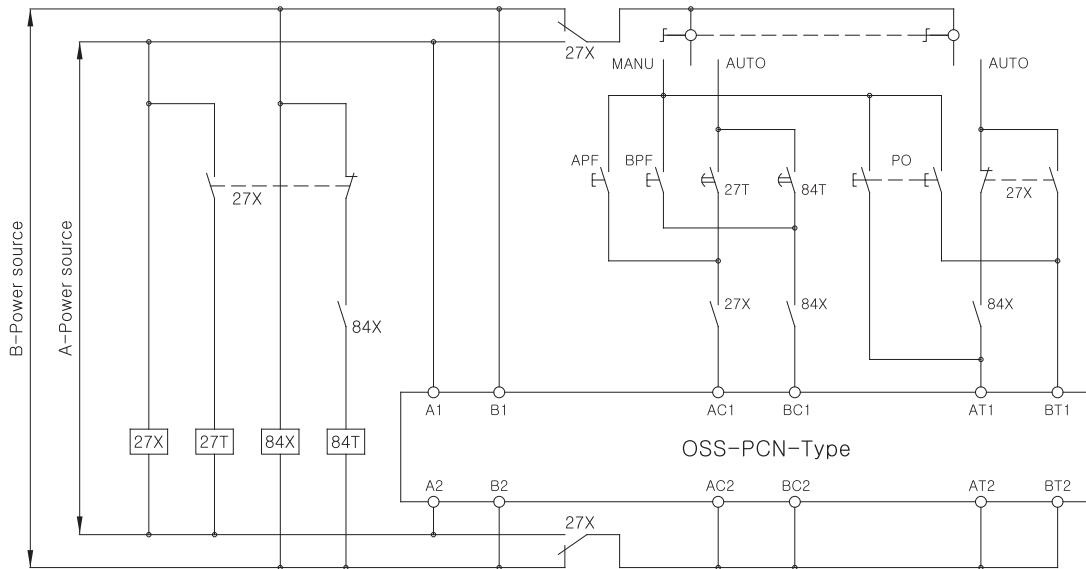 27X
MANU
AUTO
AUTO
APF
BPF
27T
84T
PO
27X
27X
B-Power source
A-Power source
27X
84X
84X
84X
A1
B1
AC1
BC1
AT1
BT1
27X
27T
84X
84T
OSS-PCN-Type
A2
B2
AC2
BC2
AT2
BT2
27X